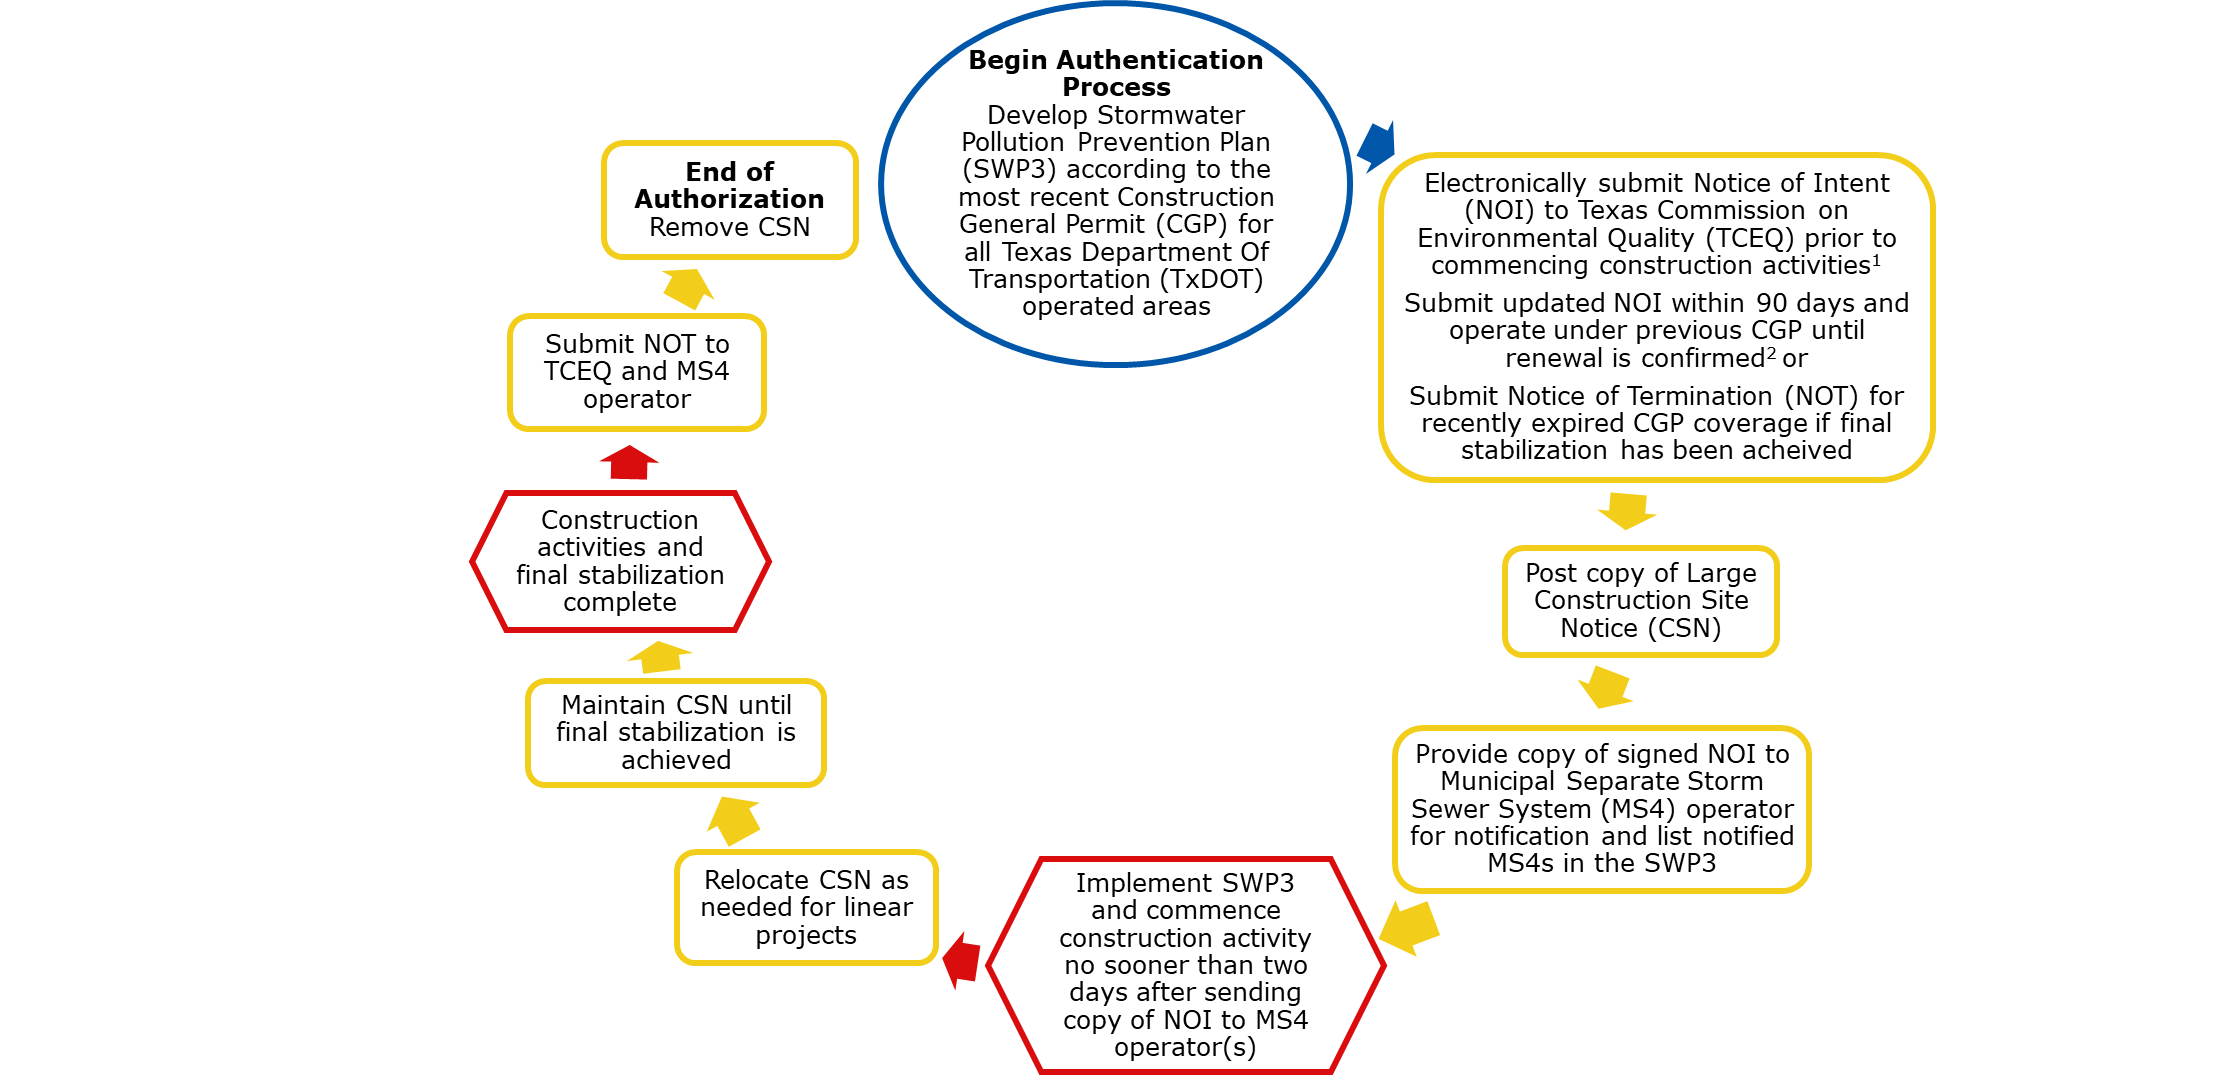 Begin Authentication
Process
Develop Stormwater
Pollution Prevention Plan
(SWP3) according to the
most recent Construction
General Permit (CGP) for
all Texas Department Of
Transportation (TxDOT)
operated areas
Electronically submit Notice of Intent
(NOI) to Texas Commission on
Environmental Quality (TCEQ) prior to
commencing construction activities¹
Submit updated NOI within 90 days and
operate under previous CGP until
renewal is confirmed² or
Submit Notice of Termination (NOT) for
recently expired CGP coverage if final
stabilization has been acheived
Post copy of Large
Construction Site
Notice (CSN)
Provide copy of signed NOI to
Municipal Separate Storm
Sewer System (MS4) operator
for notification and list notified
MS4s in the SWP3
Implement SWP3
and commence
construction activity
no sooner than two
days after sending
copy of NOI to MS4
operator(s)
Relocate CSN as
needed for linear
projects
Maintain CSN until
final stabilization is
achieved
Construction
activities and
final stabilization
complete
Submit NOT to
TCEQ and MS4
operator
End of
Authorization
Remove CSN